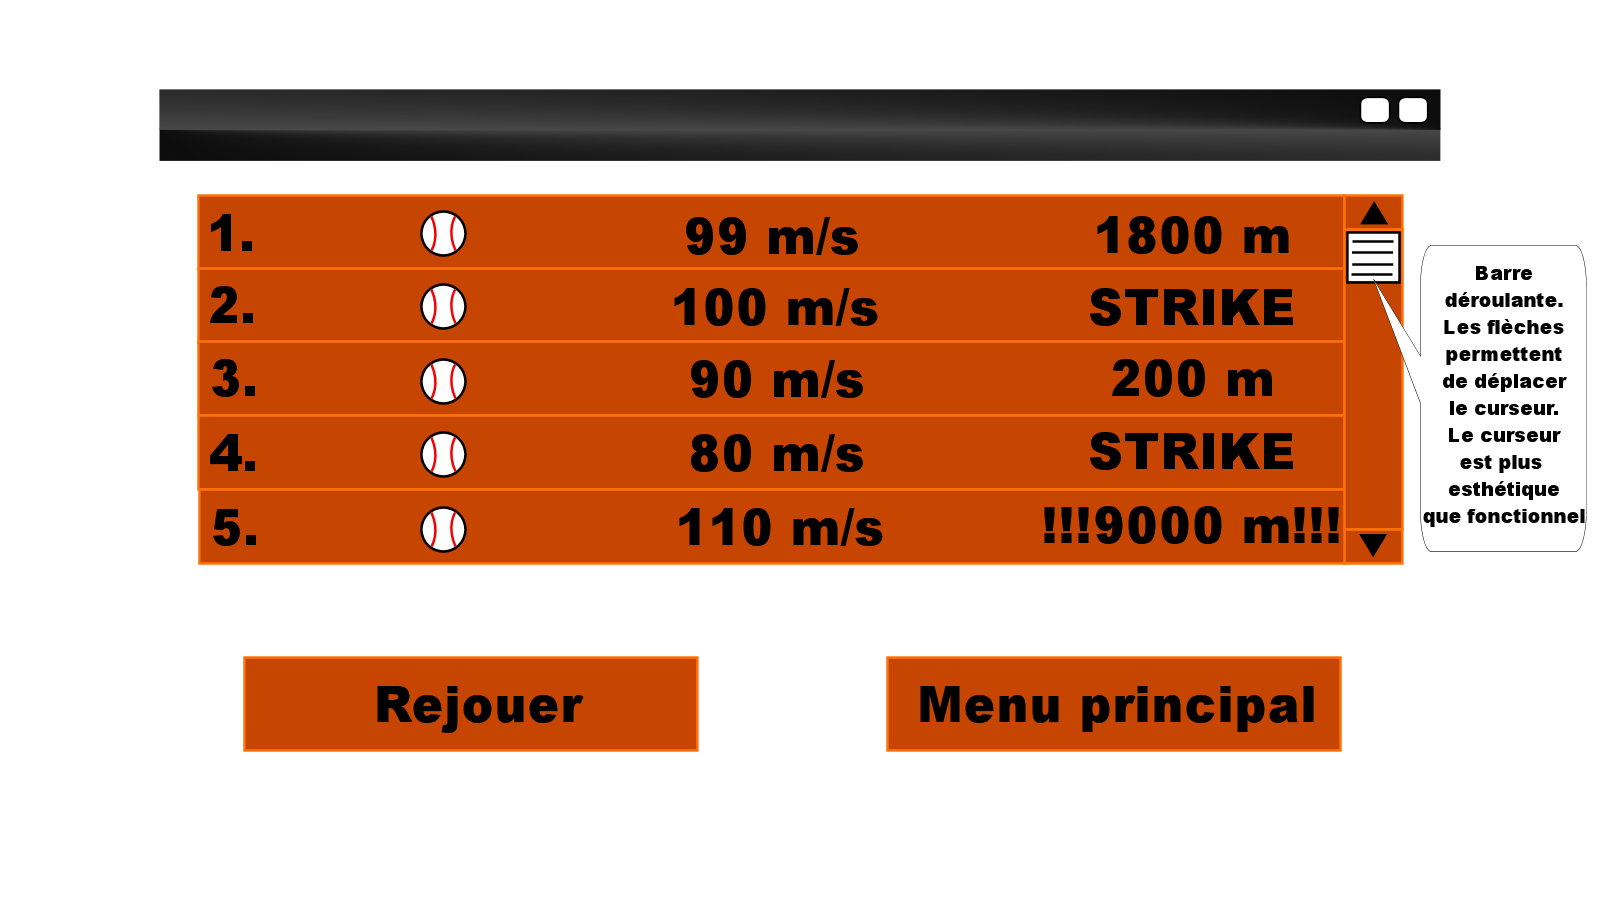 1. 99 m/s 1800 m
2. 100 m/s STRIKE
3. 90 m/s 200 m
4. 80 m/s STRIKE
5. 110 m/s !!!9000 m!!!
Barre
déroulante.
Les flèches
permettent
de déplacer
le curseur.
Le curseur
est plus
esthétique
que fonctionnel
Rejouer
Menu principal